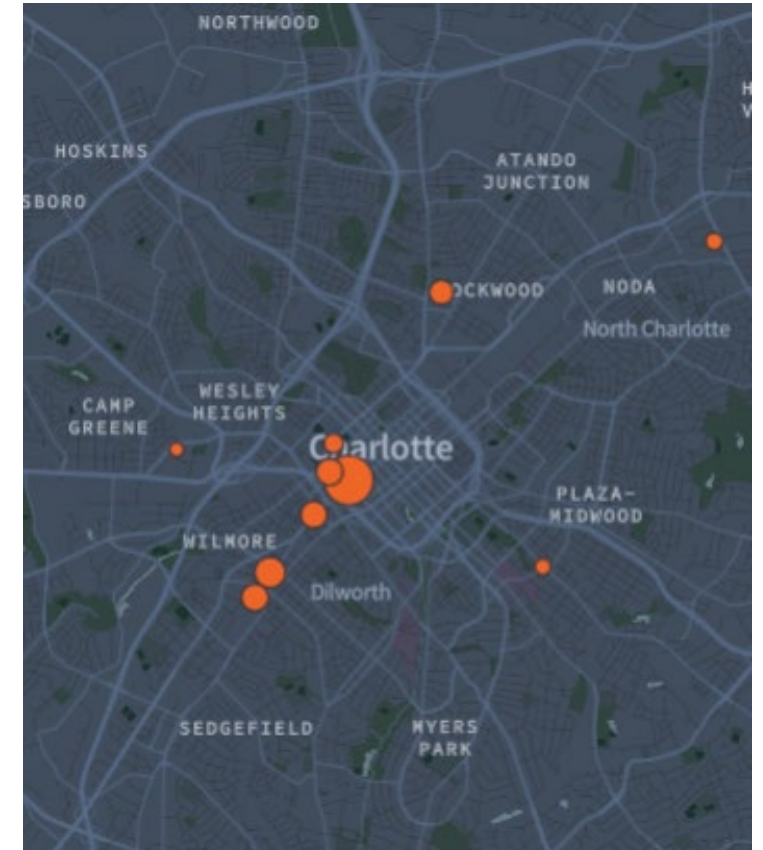 NORTHWOOD
HOSKINS
ATANDO
JUNCTION
SBORO
H
V
OCKWOOD
NODA
North Charlotte
WESLEY
HEIGHTS
CAMP
GREENE
Charlotte
PLAZA-
MIDWOOD
WILMORE
Dilworth
SEDGEFIELD
MYERS
PARK